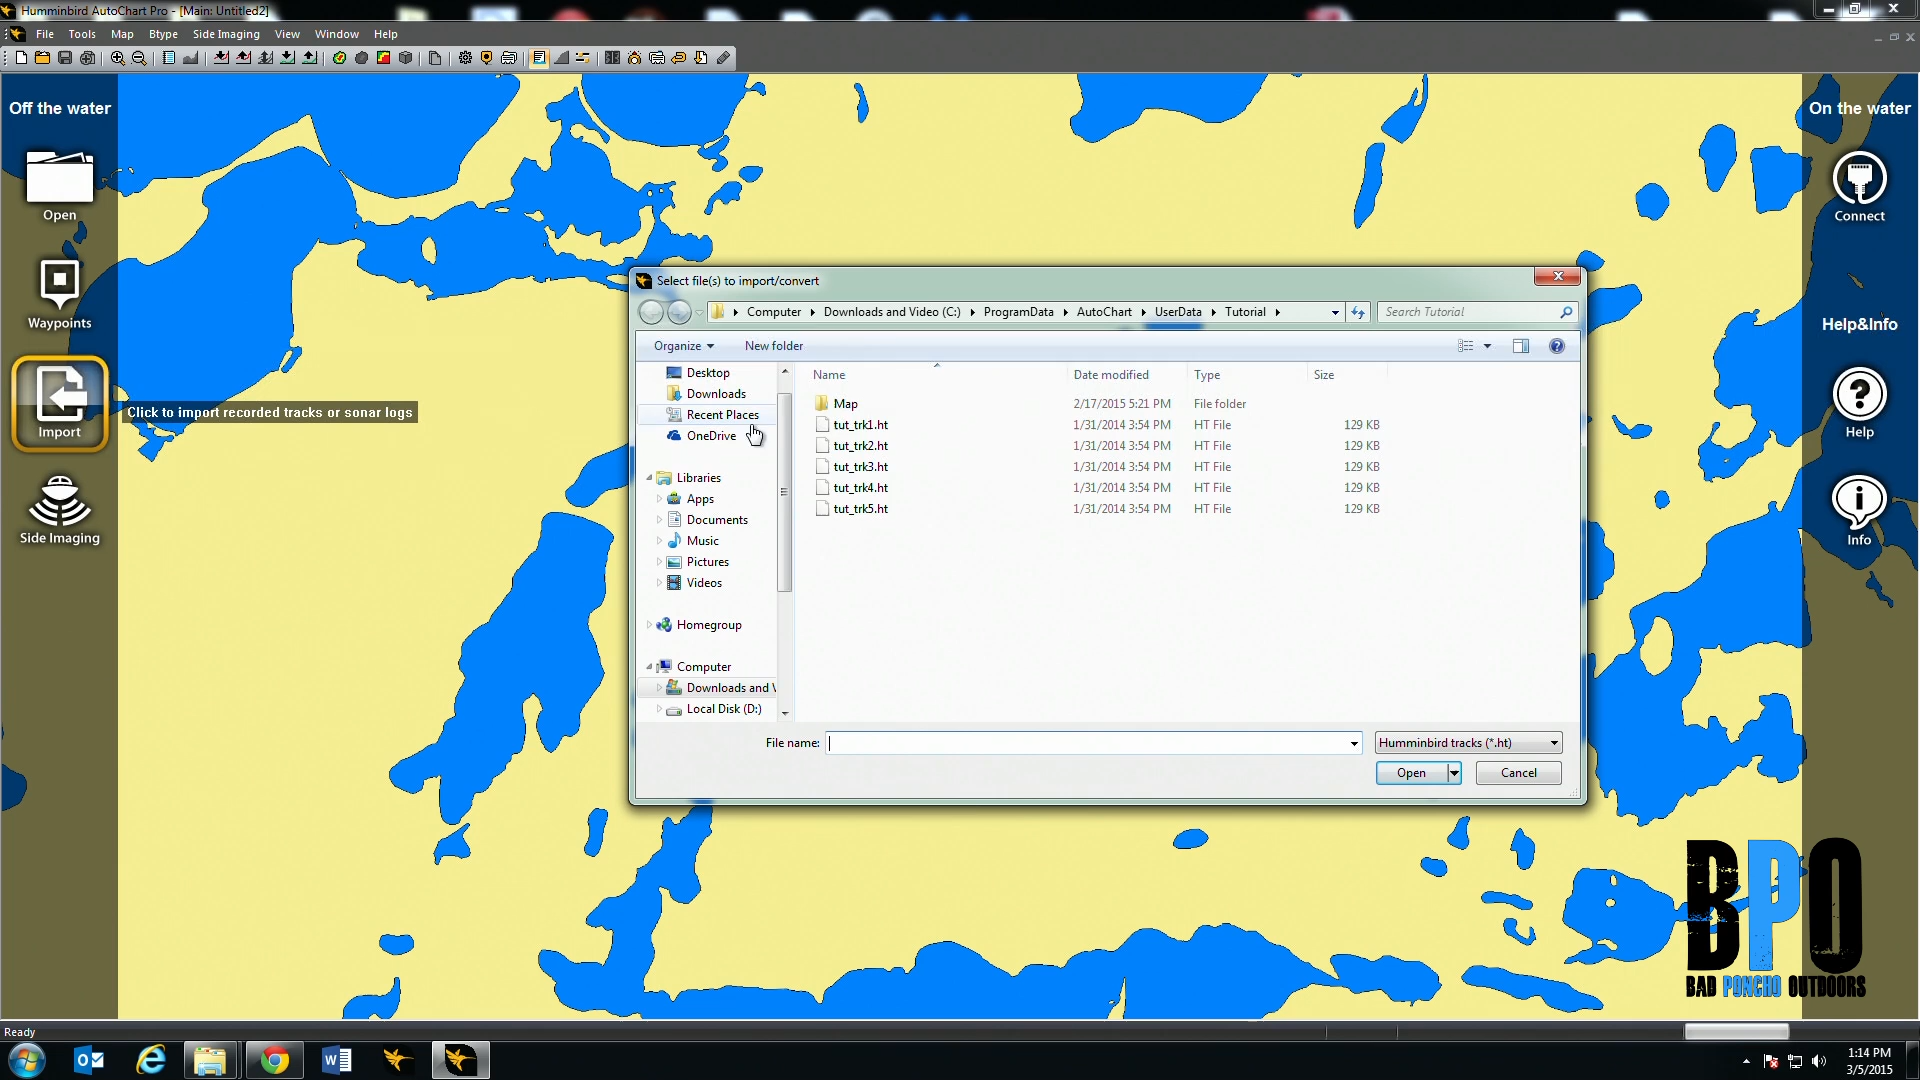 Humminbird AutoChart Pro - [Main: Untitled2]
File Tools Map Btype Side Imaging View Window Help
Off the water
Open
Waypoints
Import
Click to import recorded tracks or sonar logs
Side Imaging
Select file(s) to import/convert
Computer Downloads and Video (C:) ProgramData AutoChart UserData Tutorial
Search Tutorial
Organize New folder
Desktop
Downloads
Recent Places
OneDrive
Libraries
Apps
Documents
Music
Pictures
Videos
Homegroup
Computer
Downloads and V
Local Disk (D:)
Name Date modified Type Size
Map 2/17/2015 5:21 PM File folder
tut_trk1.ht 1/31/2014 3:54 PM HT File 129 KB
tut_trk2.ht 1/31/2014 3:54 PM HT File 129 KB
tut_trk3.ht 1/31/2014 3:54 PM HT File 129 KB
tut_trk4.ht 1/31/2014 3:54 PM HT File 129 KB
tut_trk5.ht 1/31/2014 3:54 PM HT File 129 KB
File name:
Humminbird tracks (*.ht)
Open Cancel
On the water
Connect
Help&Info
Help
Info
BPO
BAD PONCHO OUTDOORS
Ready
1:14 PM
3/5/2015